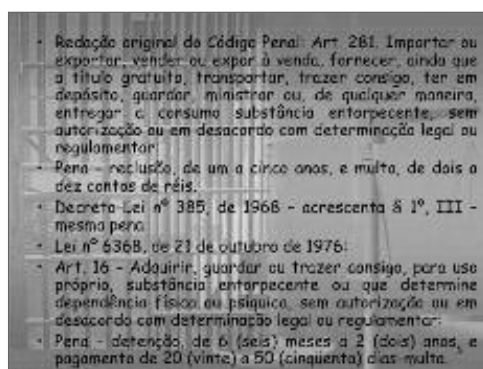 • Redação original do Código Penal: Art. 281. Importar ou
exportar, vender ou expor à venda, fornecer, ainda que
a título gratuito, transportar, trazer consigo, ter em
depósito, guardar, ministrar ou, de qualquer maneira,
entregar a consumo substância entorpecente, sem
autorização ou em desacordo com determinação legal ou
regulamentar:
• Pena - reclusão, de um a cinco anos, e multa, de dois a
dez contos de réis.
• Decreto-Lei nº 385, de 1968 - acrescenta § 1º, III -
mesma pena
• Lei nº 6368, de 21 de outubro de 1976:
• Art. 16 - Adquirir, guardar ou trazer consigo, para uso
próprio, substância entorpecente ou que determine
dependência física ou psíquica, sem autorização ou em
desacordo com determinação legal ou regulamentar:
• Pena - detenção, de 6 (seis) meses a 2 (dois) anos, e
pagamento de 20 (vinte) a 50 (cinqüenta) dias-multa.